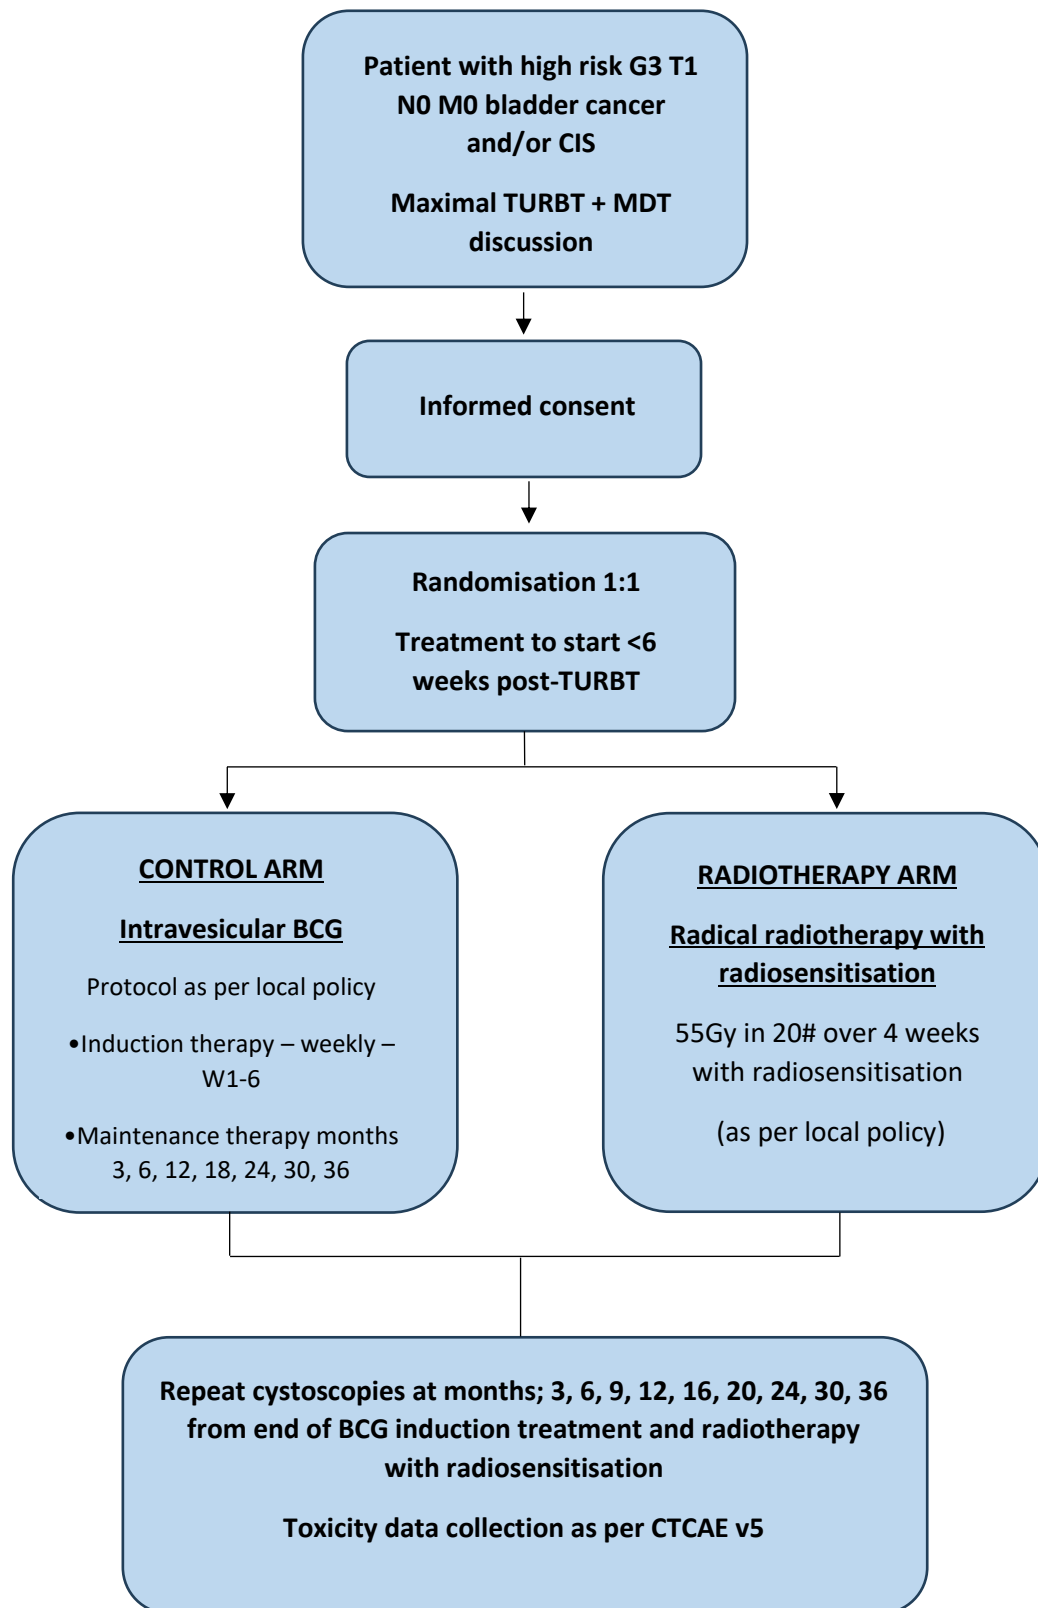 Patient with high risk G3 T1
N0 M0 bladder cancer
and/or CIS
Maximal TURBT + MDT
discussion
Informed consent
Randomisation 1:1
Treatment to start <6
weeks post-TURBT
CONTROL ARM
Intravesicular BCG
Protocol as per local policy
•Induction therapy – weekly –
W1-6
•Maintenance therapy months
3, 6, 12, 18, 24, 30, 36
RADIOTHERAPY ARM
Radical radiotherapy with
radiosensitisation
55Gy in 20# over 4 weeks
with radiosensitisation
(as per local policy)
Repeat cystoscopies at months; 3, 6, 9, 12, 16, 20, 24, 30, 36
from end of BCG induction treatment and radiotherapy
with radiosensitisation
Toxicity data collection as per CTCAE v5